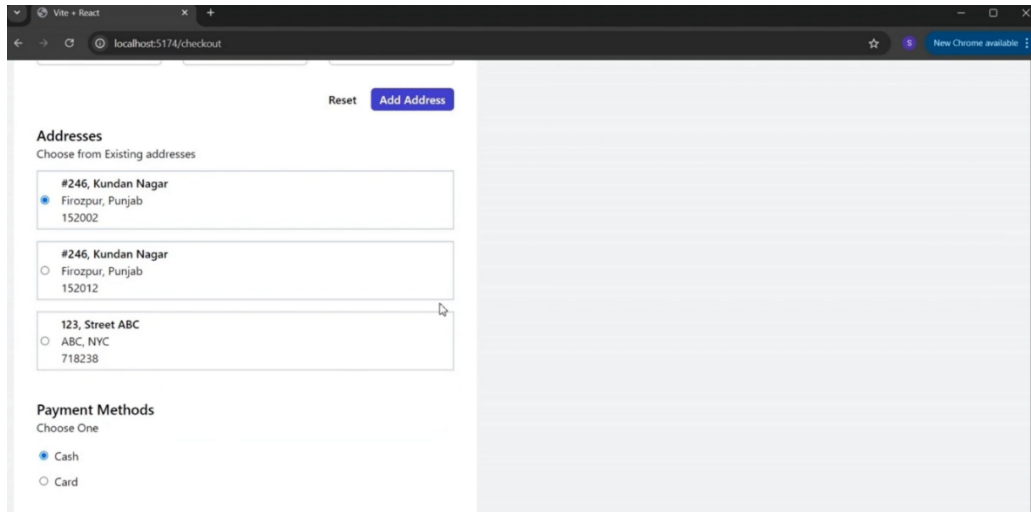 Vite + React
localhost:5174/checkout
S
New Chrome available
Reset Add Address
Addresses
Choose from Existing addresses
#246, Kundan Nagar
Firozpur, Punjab
152002
#246, Kundan Nagar
Firozpur, Punjab
152012
123, Street ABC
ABC, NYC
718238
Payment Methods
Choose One
Cash
Card